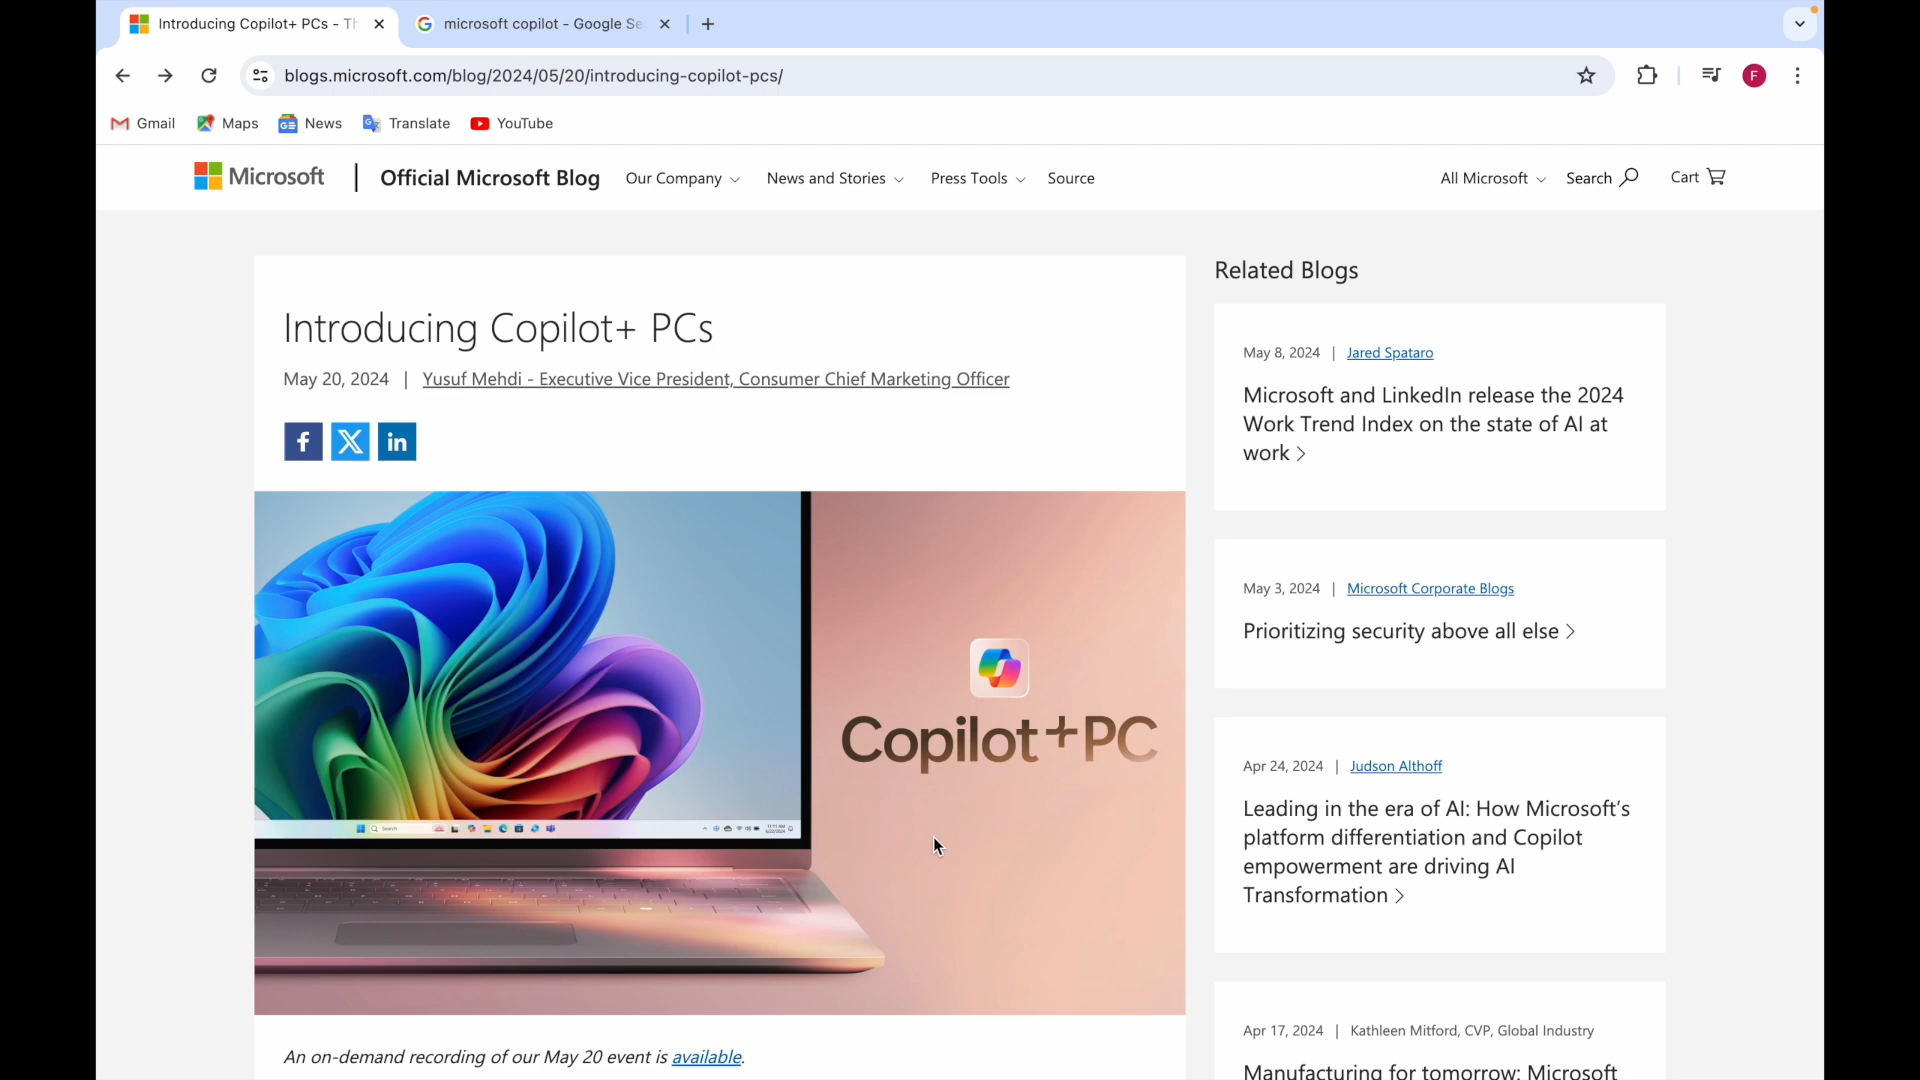 Introducing Copilot+ PCs - Th
microsoft copilot - Google Se
blogs.microsoft.com/blog/2024/05/20/introducing-copilot-pcs/
F
Gmail
Maps
News
Translate
YouTube
Microsoft
Official Microsoft Blog
Our Company
News and Stories
Press Tools
Source
All Microsoft
Search
Cart
Introducing Copilot+ PCs
May 20, 2024 | Yusuf Mehdi - Executive Vice President, Consumer Chief Marketing Officer
Copilot+PC
Search
An on-demand recording of our May 20 event is available.
Related Blogs
May 8, 2024 | Jared Spataro
Microsoft and LinkedIn release the 2024
Work Trend Index on the state of AI at
work >
May 3, 2024 | Microsoft Corporate Blogs
Prioritizing security above all else >
Apr 24, 2024 | Judson Althoff
Leading in the era of AI: How Microsoft’s
platform differentiation and Copilot
empowerment are driving AI
Transformation >
Apr 17, 2024 | Kathleen Mitford, CVP, Global Industry
Manufacturing for tomorrow: Microsoft